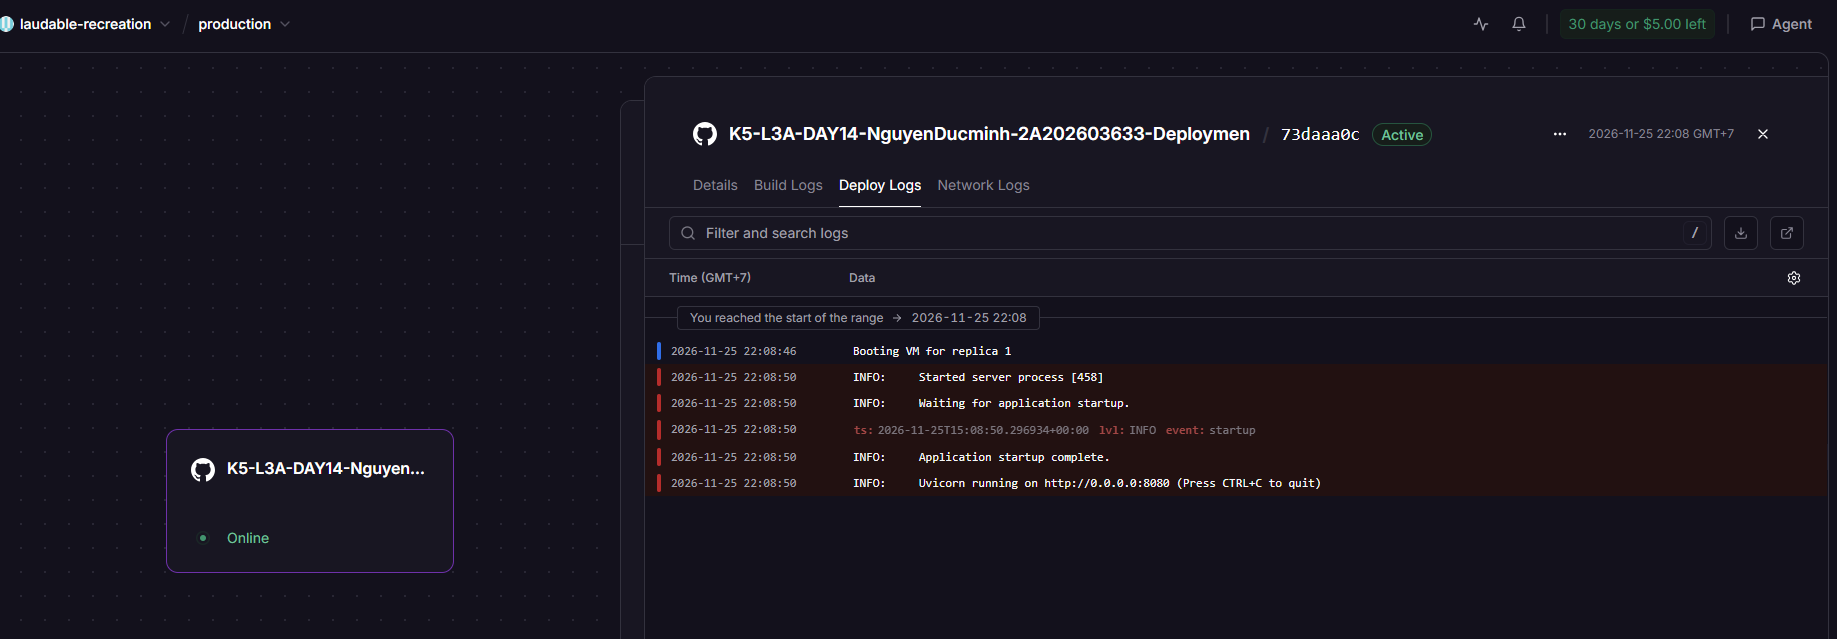 laudable-recreation / production
30 days or $5.00 left
Agent
K5-L3A-DAY14-NguyenDucminh-2A202603633-Deploymen / 73daaa0c Active
2026-11-25 22:08 GMT+7
Details Build Logs Deploy Logs Network Logs
Filter and search logs /
Time (GMT+7) Data
You reached the start of the range → 2026-11-25 22:08
2026-11-25 22:08:46 Booting VM for replica 1
2026-11-25 22:08:50 INFO: Started server process [458]
2026-11-25 22:08:50 INFO: Waiting for application startup.
2026-11-25 22:08:50 ts: 2026-11-25T15:08:50.296934+00:00 lvl: INFO event: startup
2026-11-25 22:08:50 INFO: Application startup complete.
2026-11-25 22:08:50 INFO: Uvicorn running on http://0.0.0.0:8080 (Press CTRL+C to quit)
K5-L3A-DAY14-Nguyen...
Online